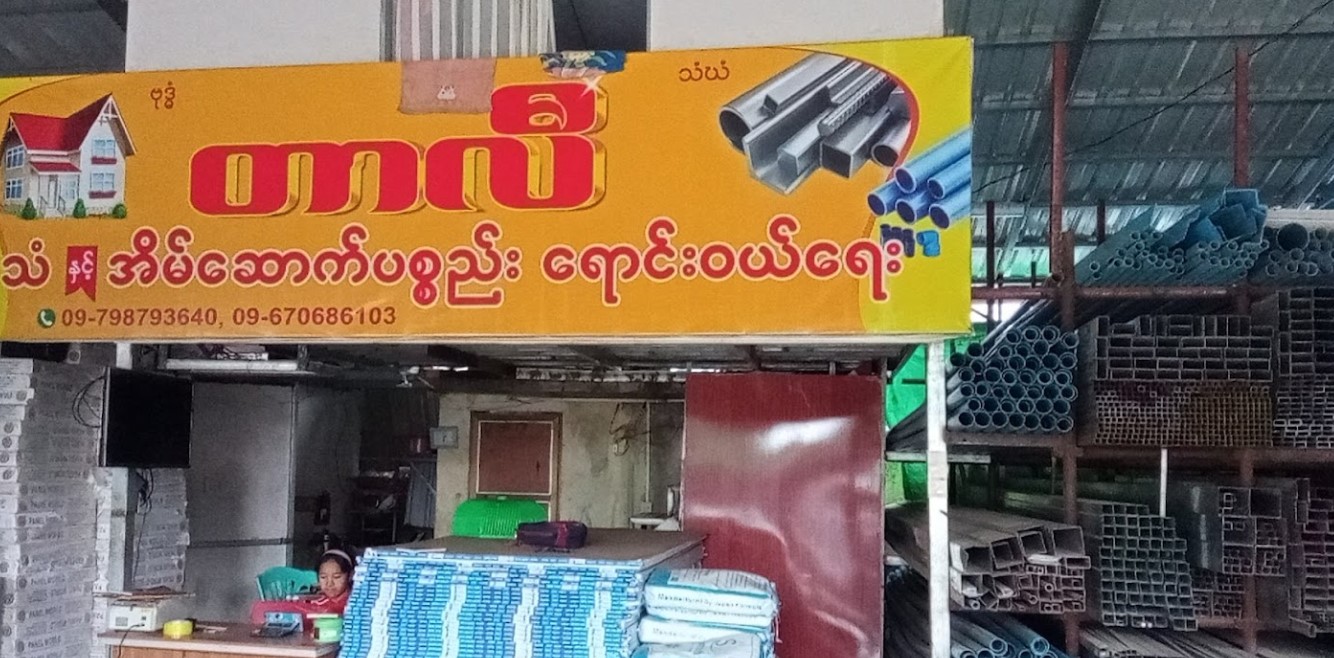 ဗုဒ္ဓံ
သံဃံ
တာလီ
သံ နှင့် အိမ်ဆောက်ပစ္စည်း ရောင်းဝယ်ရေး
09-798793640, 09-670686103